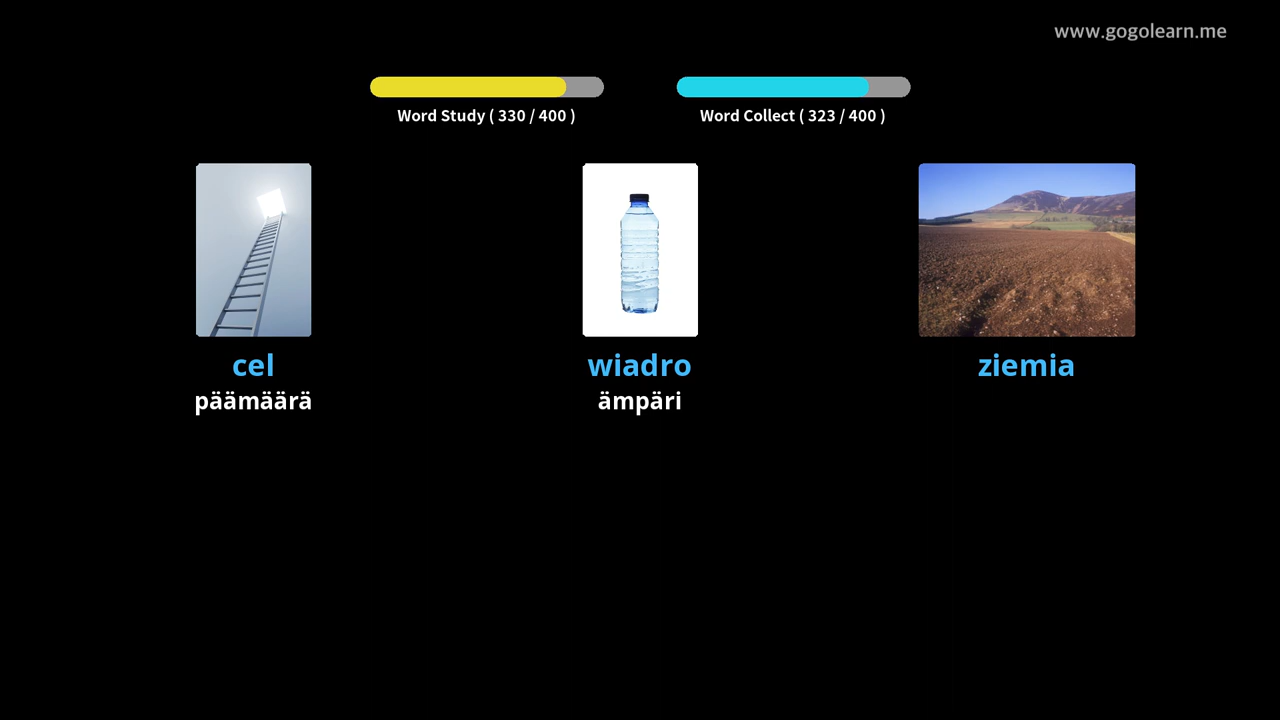 www.gogolearn.me
Word Study ( 330 / 400 )
Word Collect ( 323 / 400 )
cel
päämäärä
wiadro
ämpäri
ziemia